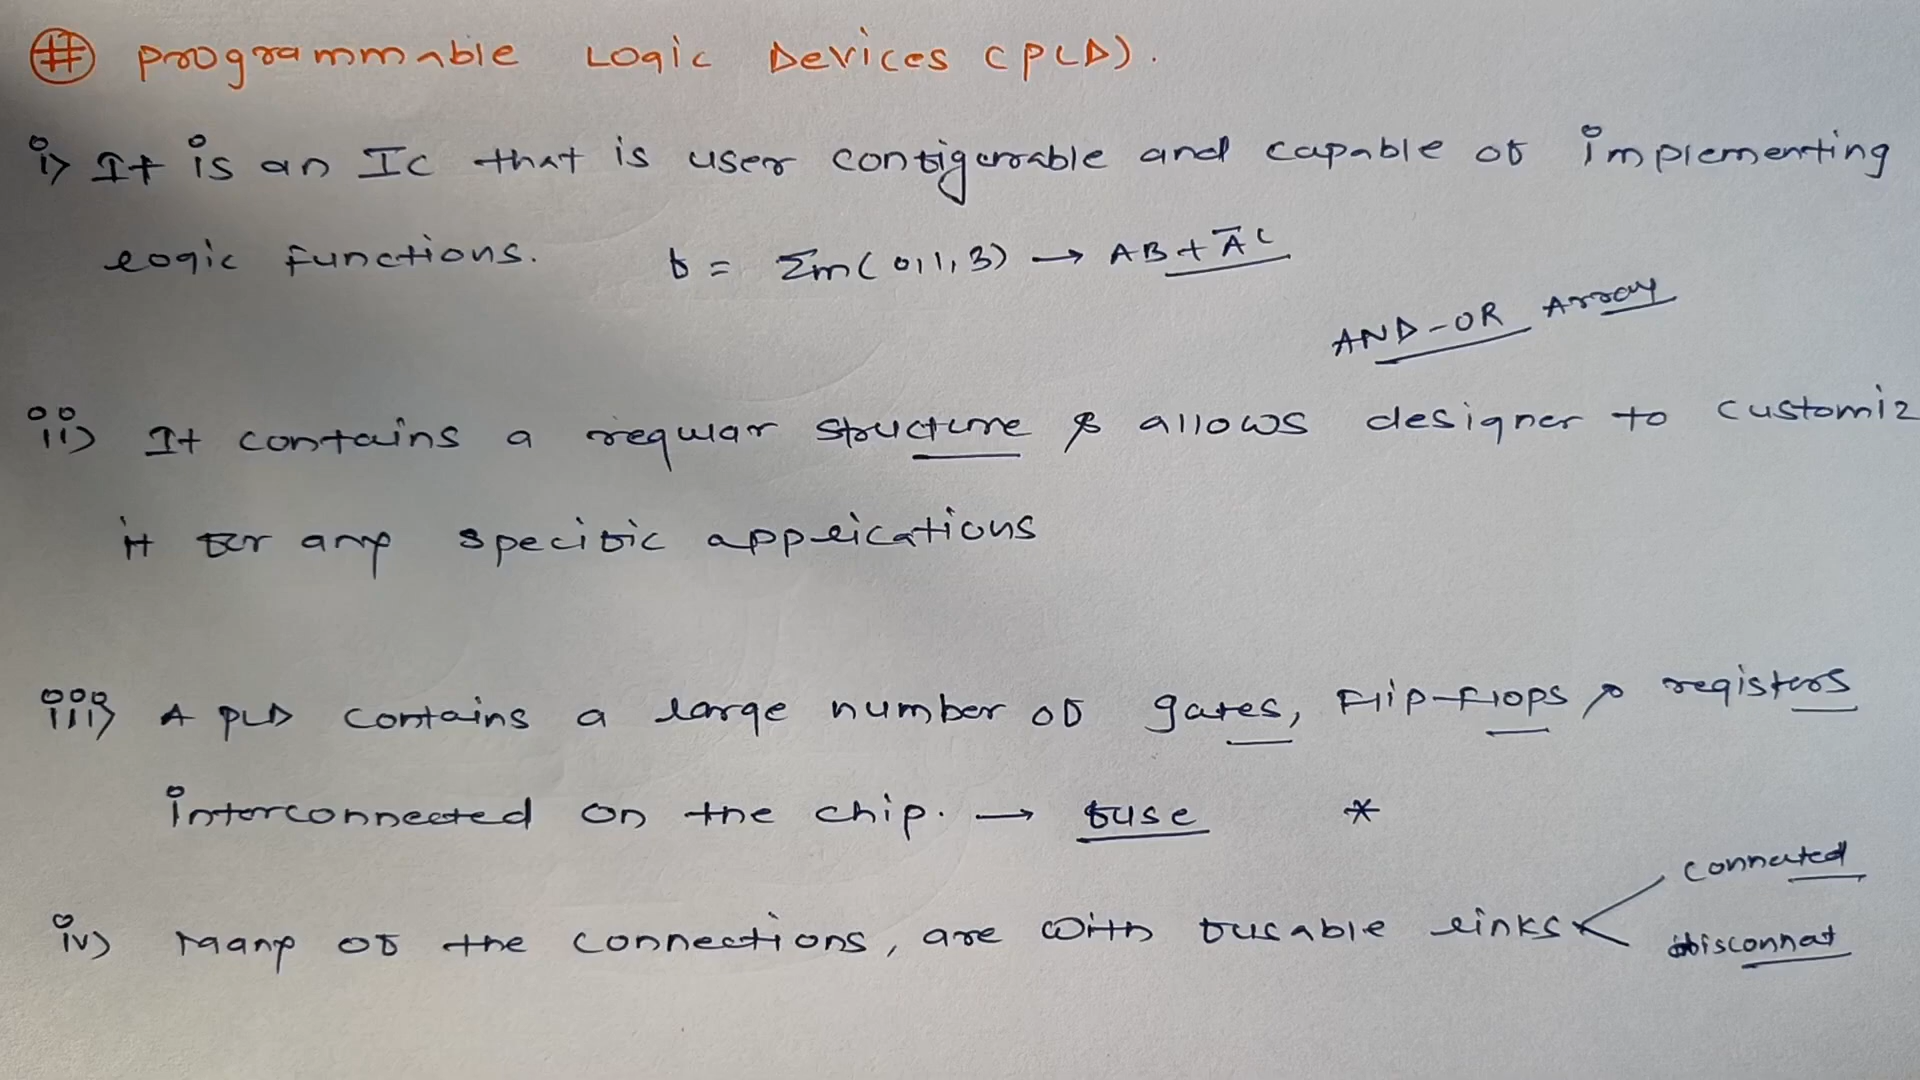 # Programmable Logic Devices (PLD).
i) It is an IC that is user configurable and capable of implementing
logic functions. f = Σm(0,1,3) → AB + A̅C
AND-OR Array
ii) It contains a regular structure & allows designer to customiz
it for any specific applications
iii) A PLD contains a large number of gates, Flip-Flops, registers
interconnected on the chip. → fuse *
connected
iv) Many of the connections, are with fusable links
disconnat